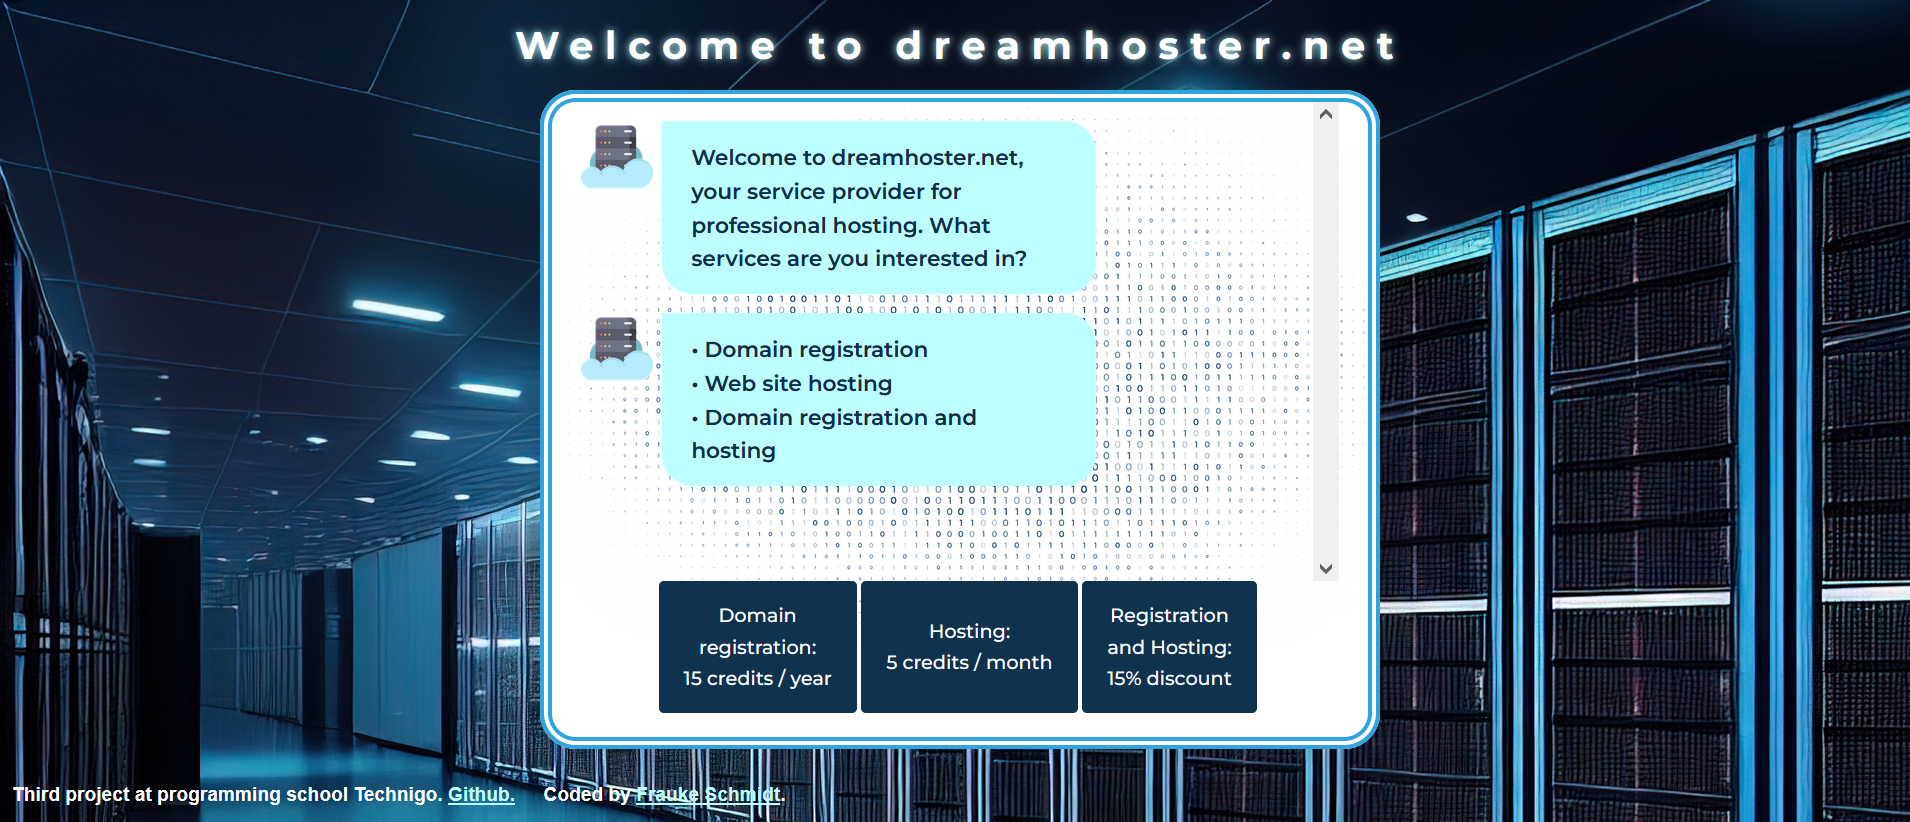 Welcome to dreamhoster.net
Welcome to dreamhoster.net,
your service provider for
professional hosting. What
services are you interested in?
• Domain registration
• Web site hosting
• Domain registration and
hosting
Domain
registration:
15 credits / year
Hosting:
5 credits / month
Registration
and Hosting:
15% discount
Third project at programming school Technigo. Github. Coded by Frauke Schmidt.